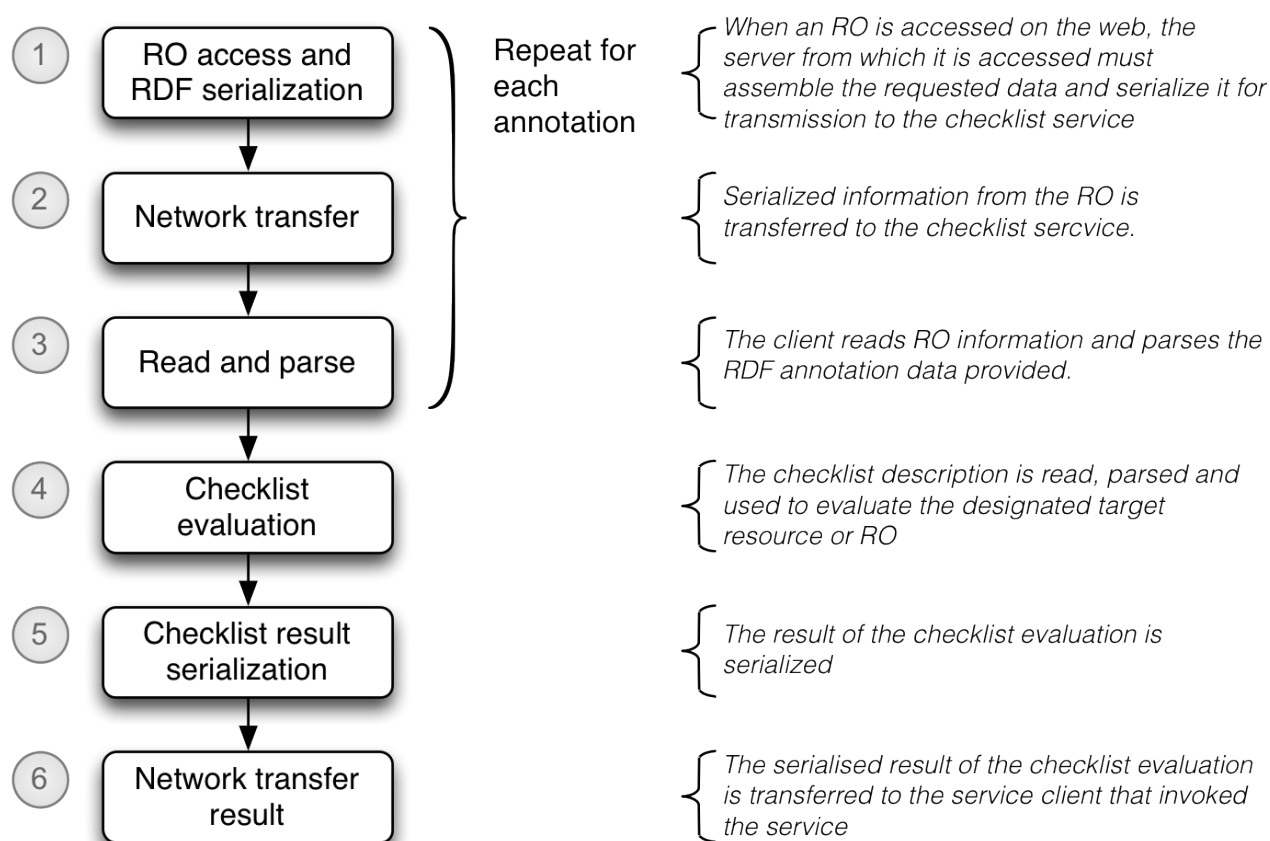 1
RO access and
RDF serialization
Repeat for
each
annotation
When an RO is accessed on the web, the
server from which it is accessed must
assemble the requested data and serialize it for
transmission to the checklist service
2
Network transfer
Serialized information from the RO is
transferred to the checklist sercvice.
3
Read and parse
The client reads RO information and parses the
RDF annotation data provided.
4
Checklist
evaluation
The checklist description is read, parsed and
used to evaluate the designated target
resource or RO
5
Checklist result
serialization
The result of the checklist evaluation is
serialized
6
Network transfer
result
The serialised result of the checklist evaluation
is transferred to the service client that invoked
the service